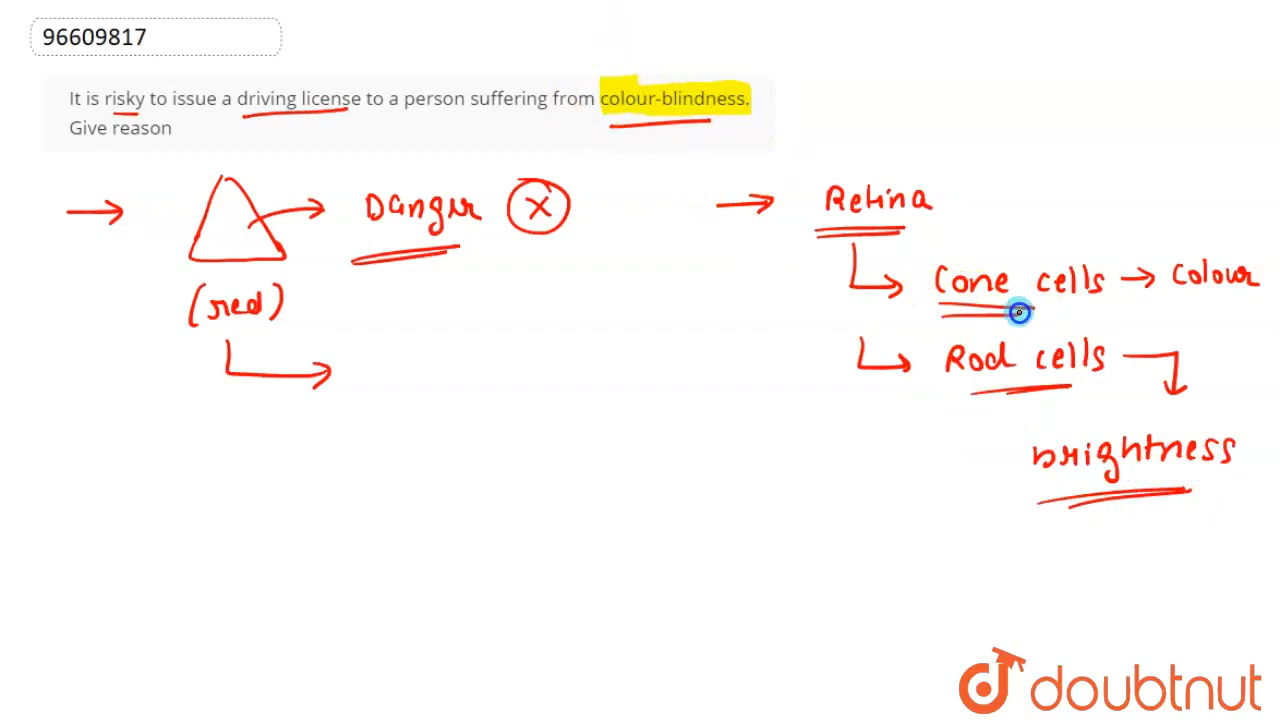 96609817
It is risky to issue a driving license to a person suffering from colour-blindness.
Give reason
Danger X
(red)
Retina
Cone cells → Colour
Rod cells
brightness
doubtnut